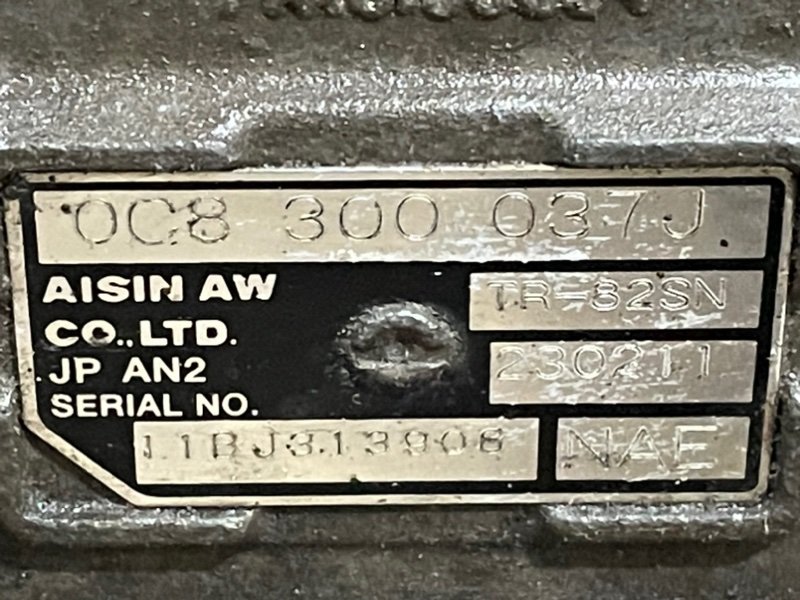 0C8 300 037J
AISIN AW
CO.,LTD.
TR-82SN
JP AN2
230211
SERIAL NO.
11BJ313908
NAE